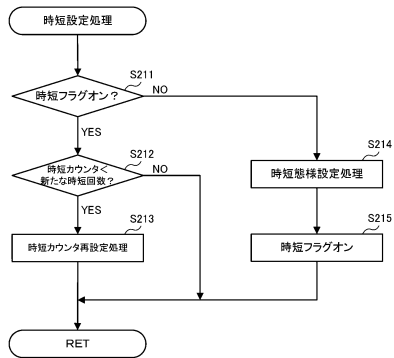 時短設定処理
S211
時短フラグオン？
NO
YES
S212
時短カウンタ<
新たな時短回数？
NO
YES
S213
時短カウンタ再設定処理
S214
時短態様設定処理
S215
時短フラグオン
RET